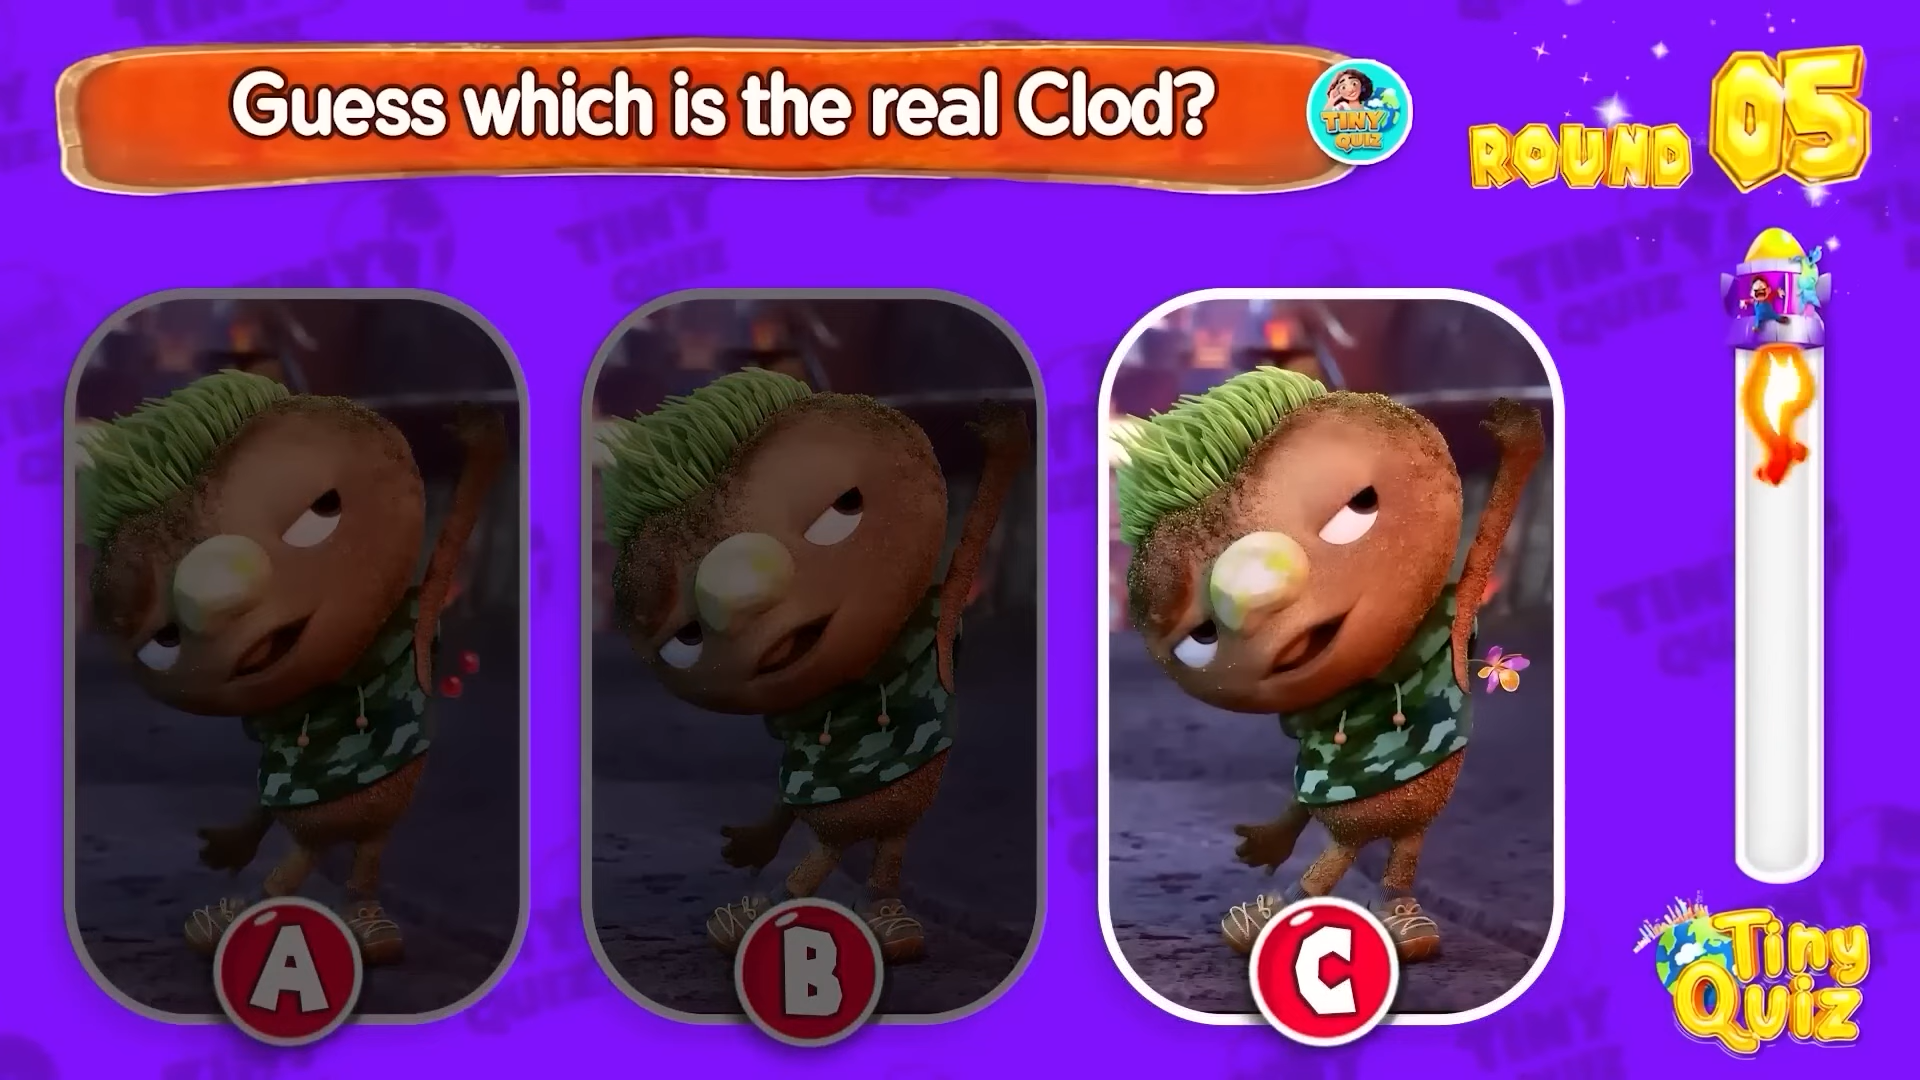 Guess which is the real Clod?
TINY
QUIZ
ROUND 05
A
B
C
Tiny
Quiz